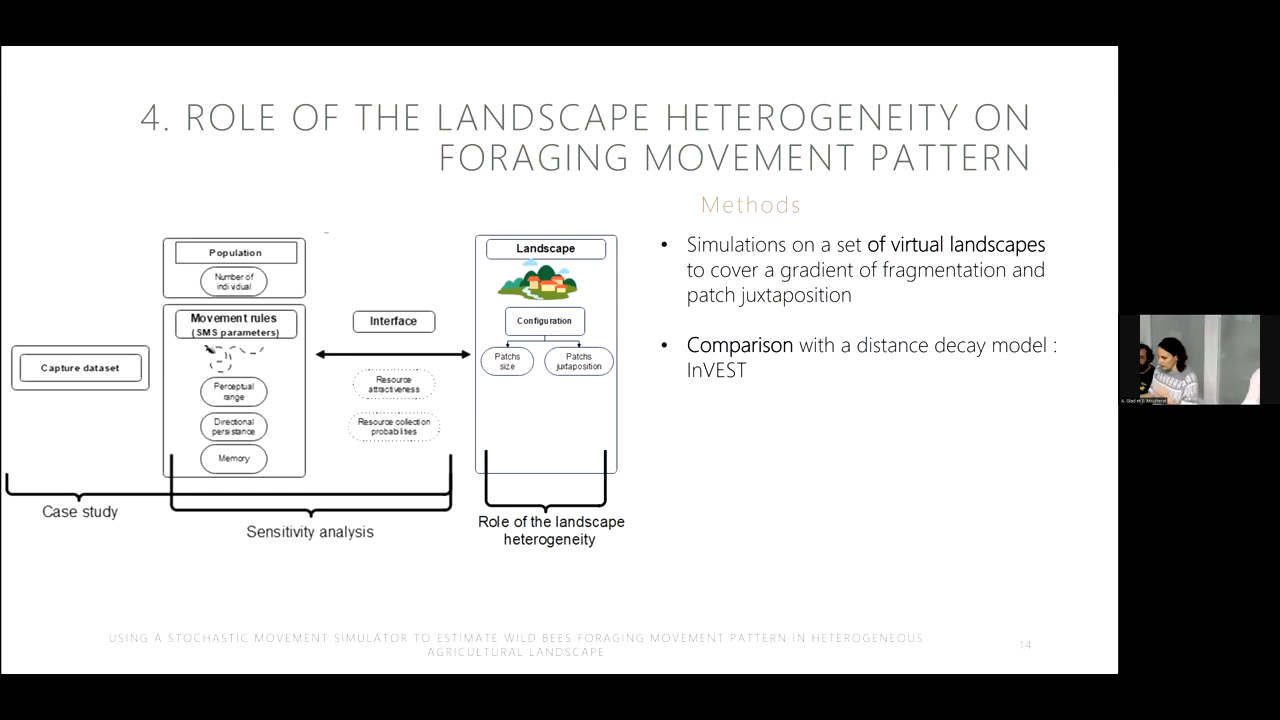 4. ROLE OF THE LANDSCAPE HETEROGENEITY ON
FORAGING MOVEMENT PATTERN
Methods
• Simulations on a set of virtual landscapes
to cover a gradient of fragmentation and
patch juxtaposition
• Comparison with a distance decay model :
InVEST
Capture dataset
Population
Number of
individual
Movement rules
(SMS parameters)
Perceptual
range
Directional
persistance
Memory
Interface
Resource
attractiveness
Resource collection
probabilities
Landscape
Configuration
Patchs
size
Patchs
juxtaposition
Case study
Sensitivity analysis
Role of the landscape
heterogeneity
USING A STOCHASTIC MOVEMENT SIMULATOR TO ESTIMATE WILD BEES FORAGING MOVEMENT PATTERN IN HETEROGENEOUS
AGRICULTURAL LANDSCAPE
14